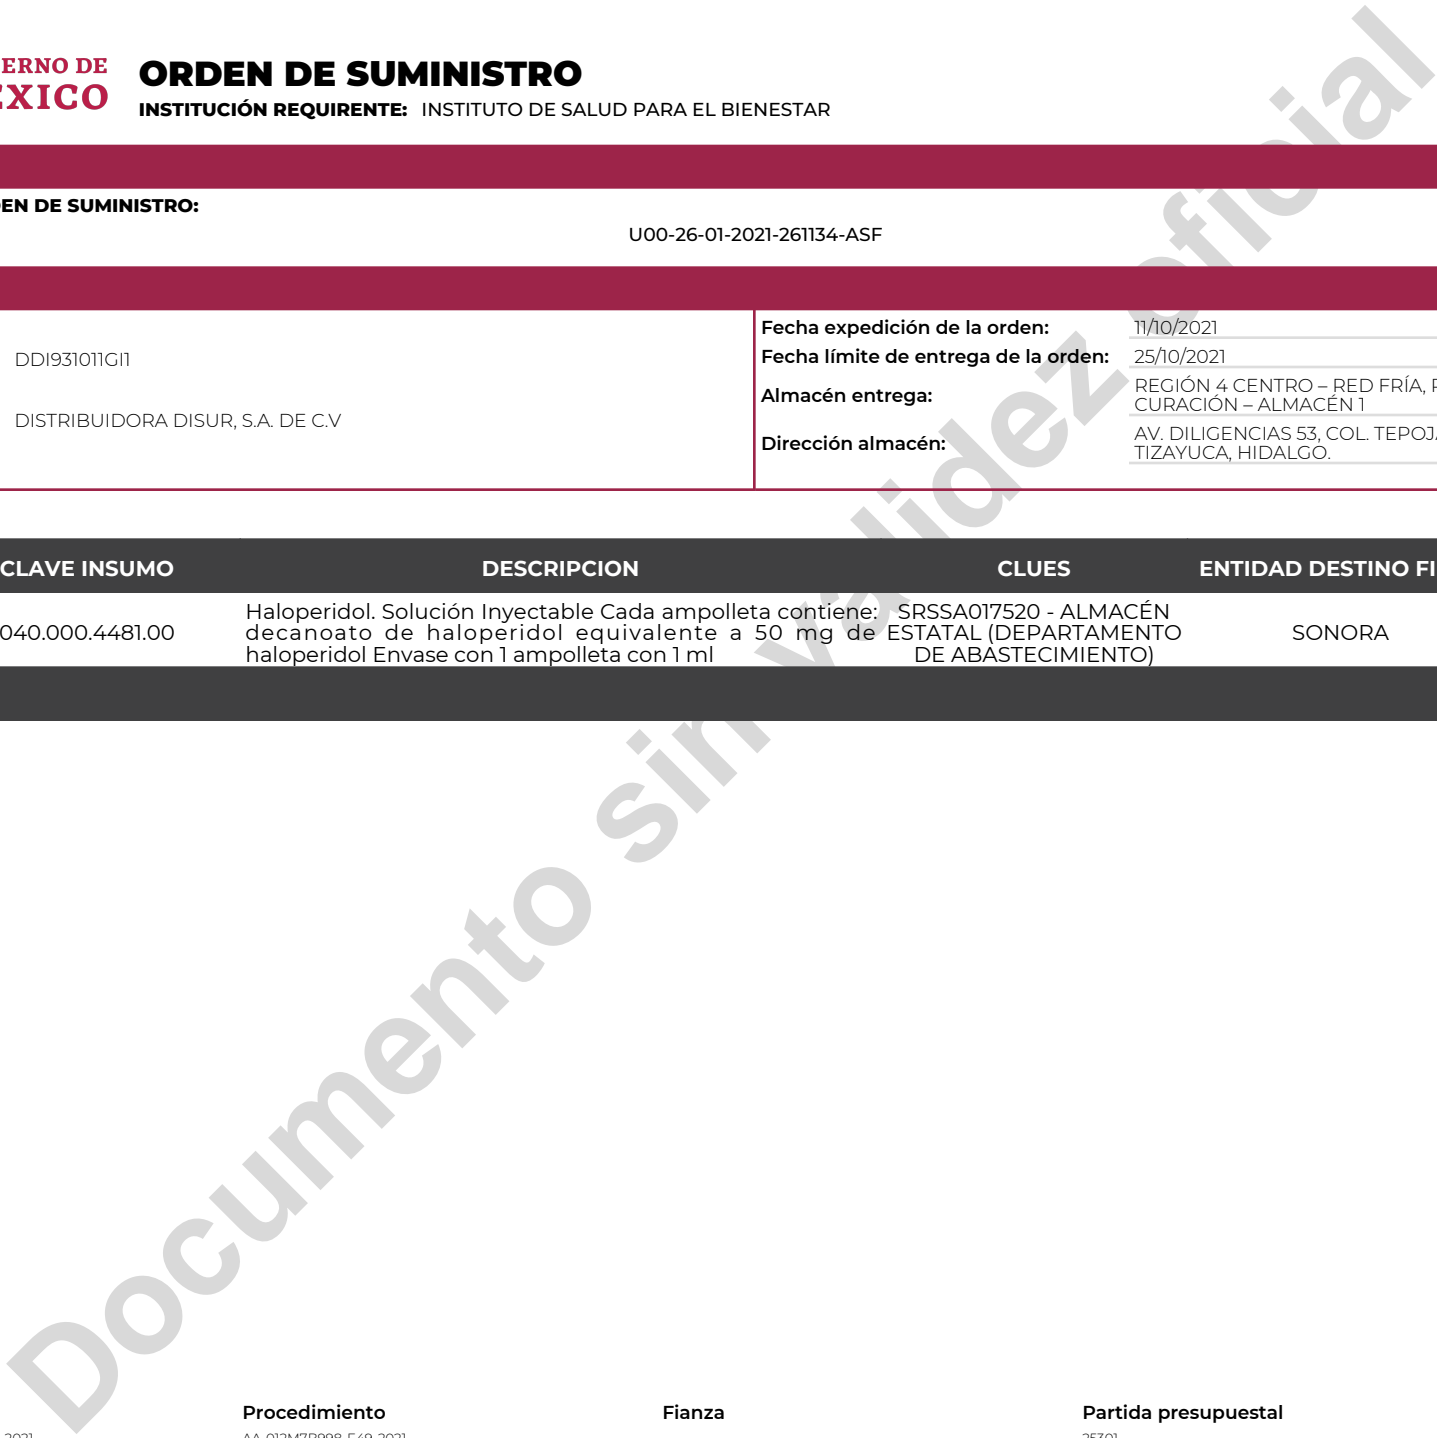 ERNO DE
ÉXICO
ORDEN DE SUMINISTRO
INSTITUCIÓN REQUIRENTE: INSTITUTO DE SALUD PARA EL BIENESTAR
EN DE SUMINISTRO:
U00-26-01-2021-261134-ASF
DDI931011GI1
DISTRIBUIDORA DISUR, S.A. DE C.V
Fecha expedición de la orden: 11/10/2021
Fecha límite de entrega de la orden: 25/10/2021
Almacén entrega: REGIÓN 4 CENTRO – RED FRÍA,
CURACIÓN – ALMACÉN 1
Dirección almacén: AV. DILIGENCIAS 53, COL. TEPOJA
TIZAYUCA, HIDALGO.
CLAVE INSUMO DESCRIPCION CLUES ENTIDAD DESTINO FI
040.000.4481.00
Haloperidol. Solución Inyectable Cada ampolleta contiene:
decanoato de haloperidol equivalente a 50 mg de
haloperidol Envase con 1 ampolleta con 1 ml
SRSSA017520 - ALMACÉN
ESTATAL (DEPARTAMENTO
DE ABASTECIMIENTO)
SONORA
Documento sin validez oficial
Procedimiento Fianza Partida presupuestal